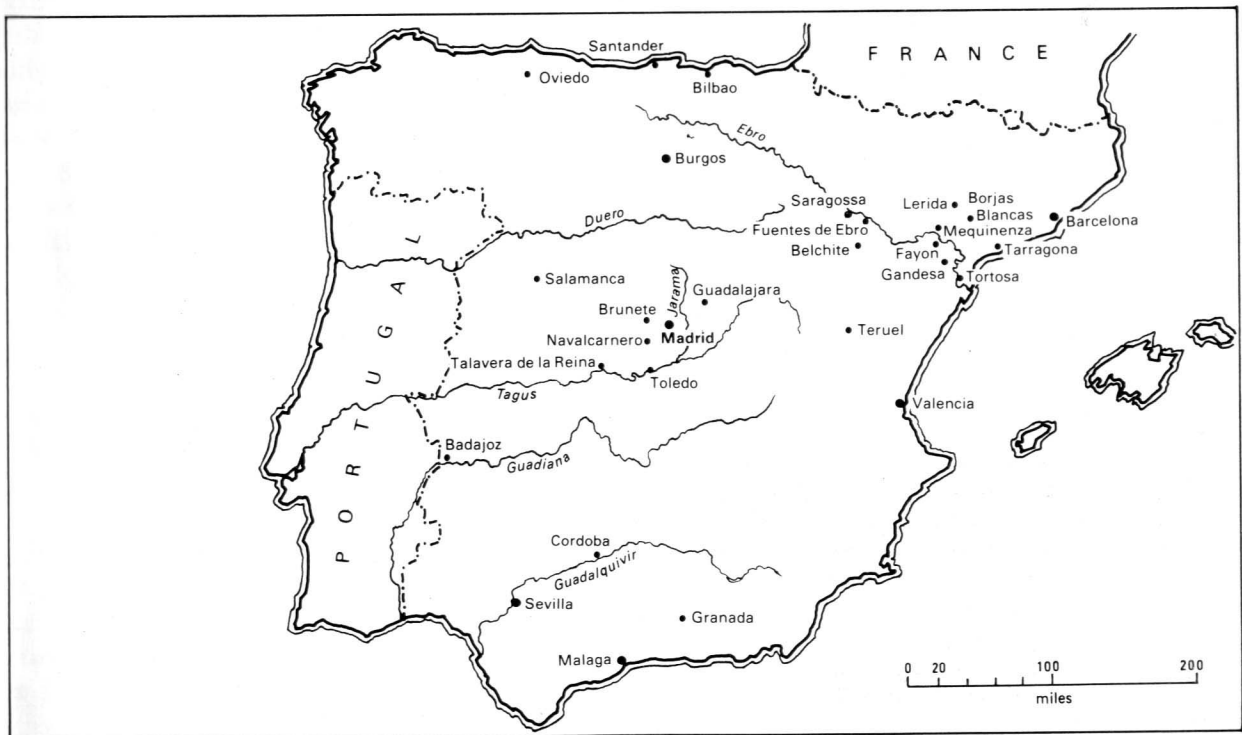 FRANCE
Santander
Oviedo
Bilbao
Ebro
Burgos
Saragossa
Lerida
Borjas
Blancas
Barcelona
Duero
Fuentes de Ebro
Mequinenza
Belchite
Fayon
Tarragona
Gandesa
Tortosa
Salamanca
Jarama
Guadalajara
Brunete
Madrid
Teruel
Navalcarnero
Talavera de la Reina
Toledo
Tagus
Valencia
PORTUGAL
Badajoz
Guadiana
Cordoba
Guadalquivir
Sevilla
Granada
Malaga
0 20 100 200
miles